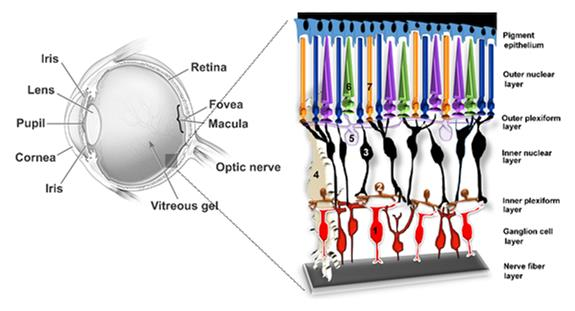 Iris
Lens
Pupil
Cornea
Iris
Retina
Fovea
Macula
Optic nerve
Vitreous gel
6
7
5
3
4
2
1
Pigment
epithelium
Outer nuclear
layer
Outer plexiform
layer
Inner nuclear
layer
Inner plexiform
layer
Ganglion cell
layer
Nerve fiber
layer